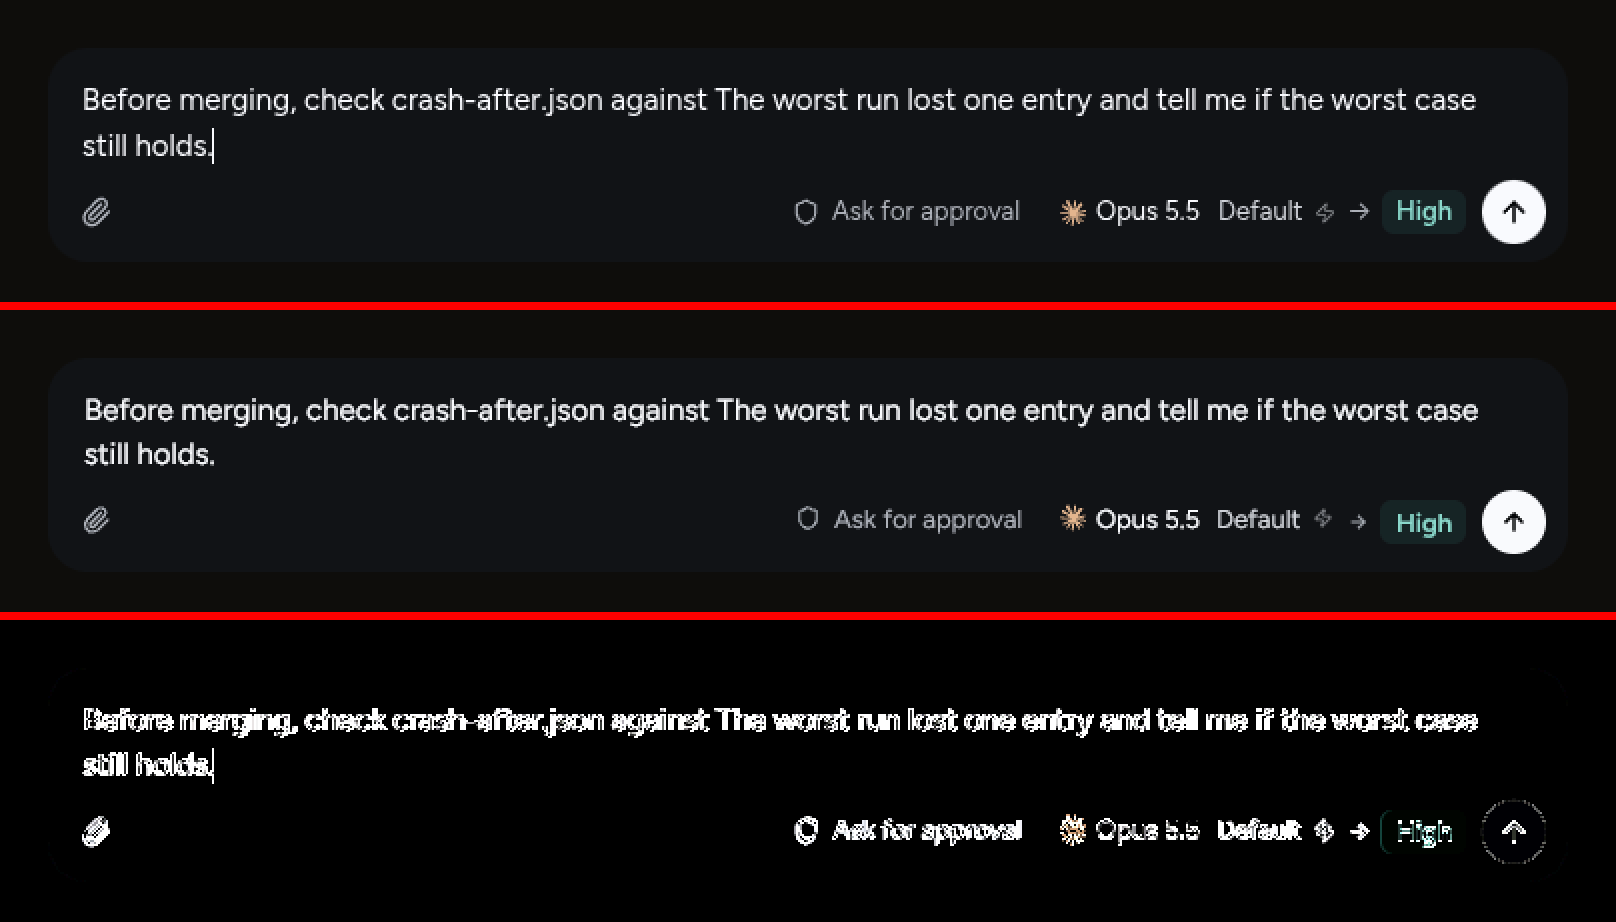 Before merging, check crash-after.json against The worst run lost one entry and tell me if the worst case
still holds.
Ask for approval Opus 5.5 Default → High
Before merging, check crash-after.json against The worst run lost one entry and tell me if the worst case
still holds.
Ask for approval Opus 5.5 Default → High
Before merging, check crash-after.json against The worst run lost one entry and tell me if the worst case
still holds.
Ask for approval Opus 5.5 Default → High